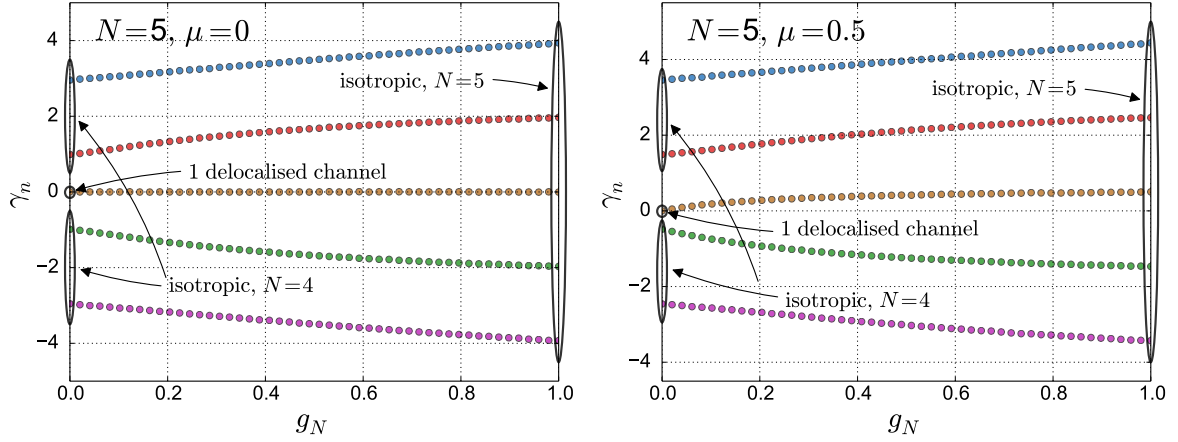 N=5, μ=0
isotropic, N=5
1 delocalised channel
isotropic, N=4
γn
4
2
0
−2
−4
0.0 0.2 0.4 0.6 0.8 1.0
gN
N=5, μ=0.5
isotropic, N=5
1 delocalised channel
isotropic, N=4
γn
4
2
0
−2
−4
0.0 0.2 0.4 0.6 0.8 1.0
gN